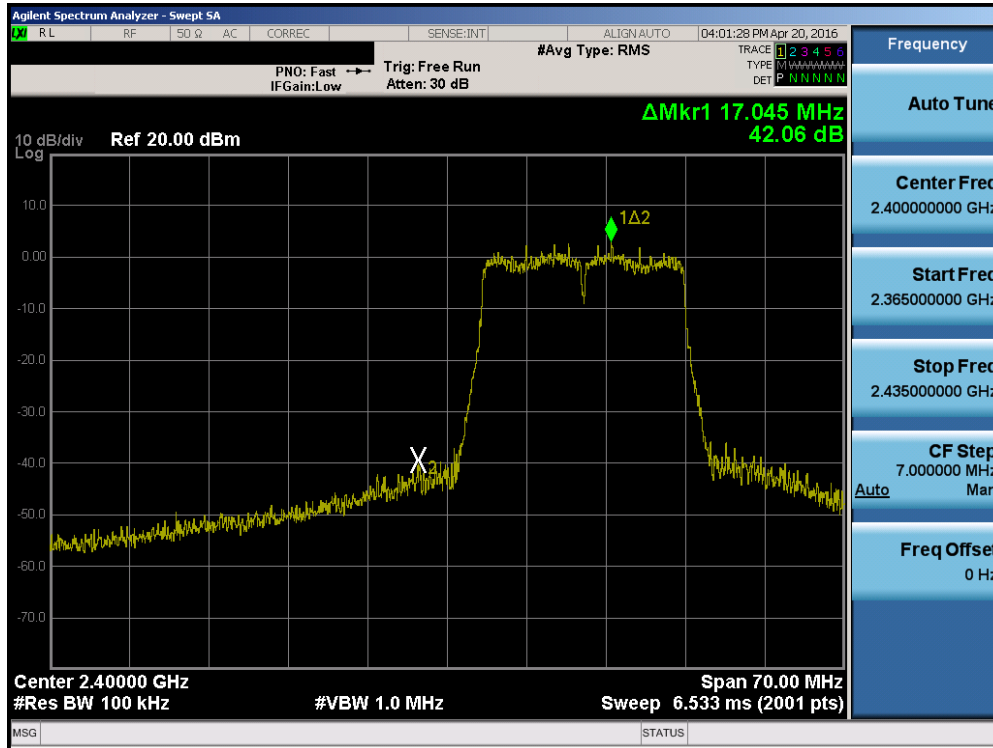 Agilent Spectrum Analyzer - Swept SA
LXI RL RF 50 Ω AC CORREC SENSE:INT ALIGN AUTO 04:01:28 PM Apr 20, 2016
#Avg Type: RMS TRACE 1 2 3 4 5 6
PNO: Fast Trig: Free Run TYPE M
IFGain:Low Atten: 30 dB DET P N N N N N
ΔMkr1 17.045 MHz
42.06 dB
10 dB/div Ref 20.00 dBm
Log
10.0
0.00
-10.0
-20.0
-30.0
-40.0
-50.0
-60.0
-70.0
1Δ2
X2
Center 2.40000 GHz Span 70.00 MHz
#Res BW 100 kHz #VBW 1.0 MHz Sweep 6.533 ms (2001 pts)
MSG STATUS
Frequency
Auto Tune
Center Freq
2.400000000 GHz
Start Freq
2.365000000 GHz
Stop Freq
2.435000000 GHz
CF Step
7.000000 MHz
Auto Man
Freq Offset
0 Hz